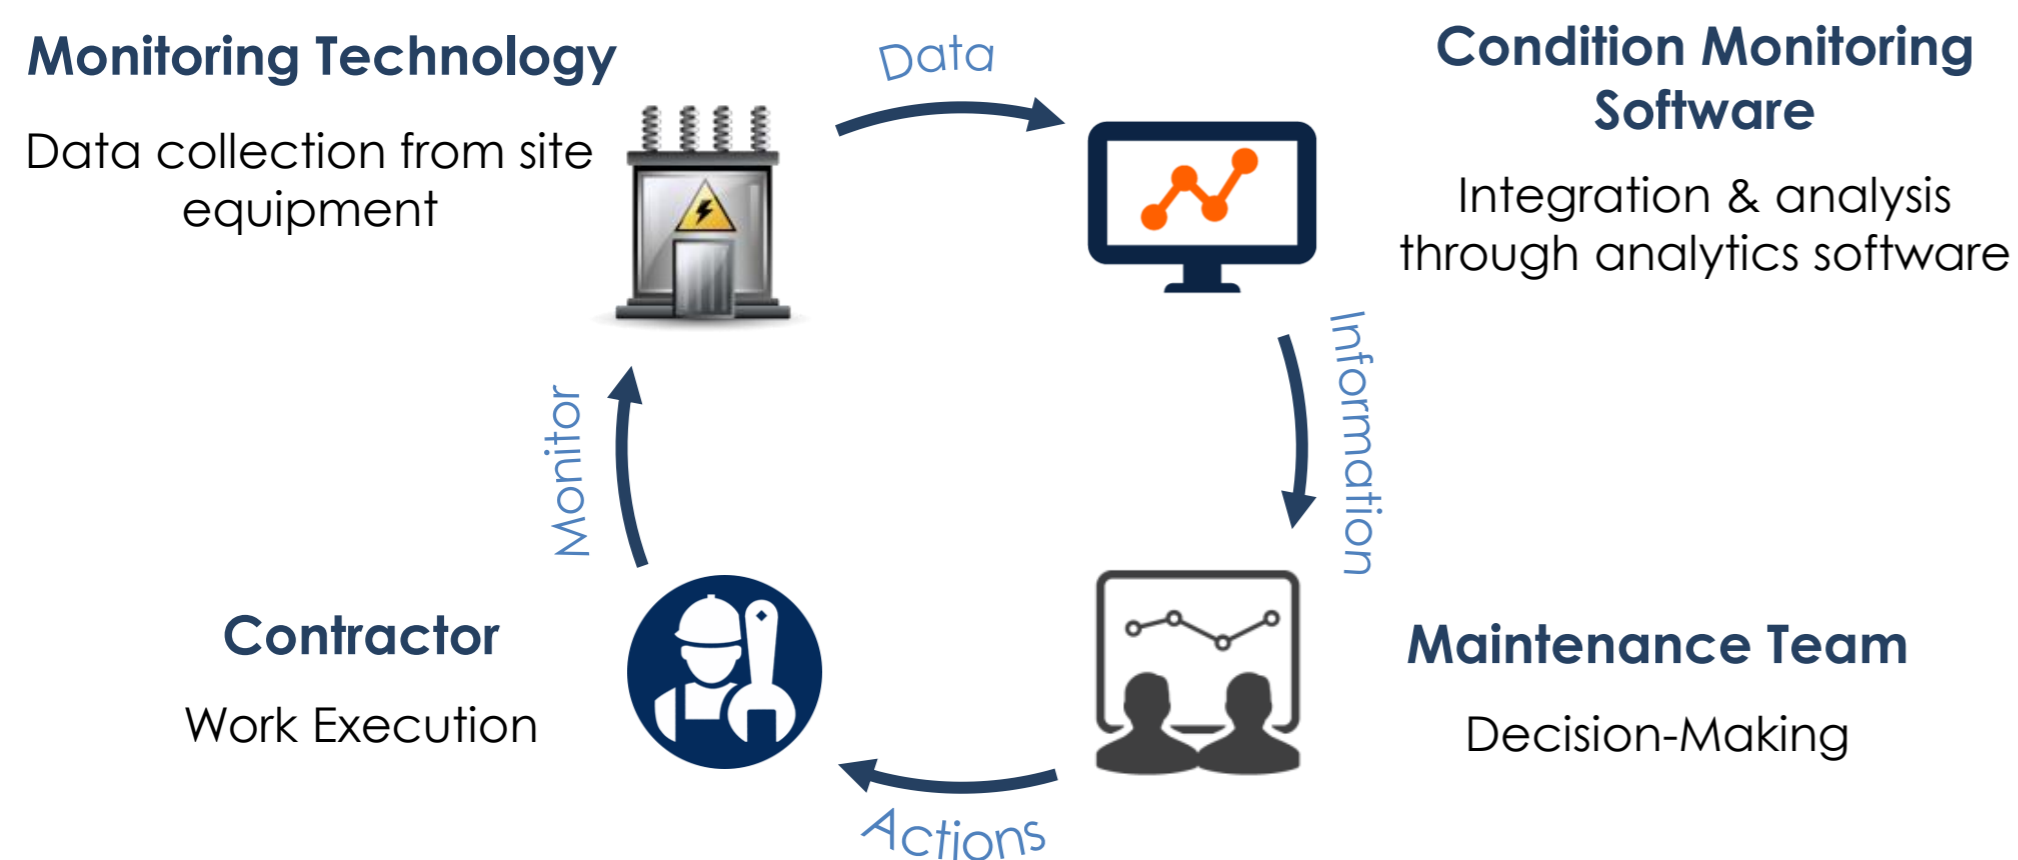 Monitoring Technology
Data collection from site
equipment
Data
Condition Monitoring
Software
Integration & analysis
through analytics software
Information
Maintenance Team
Decision-Making
Actions
Contractor
Work Execution
Monitor